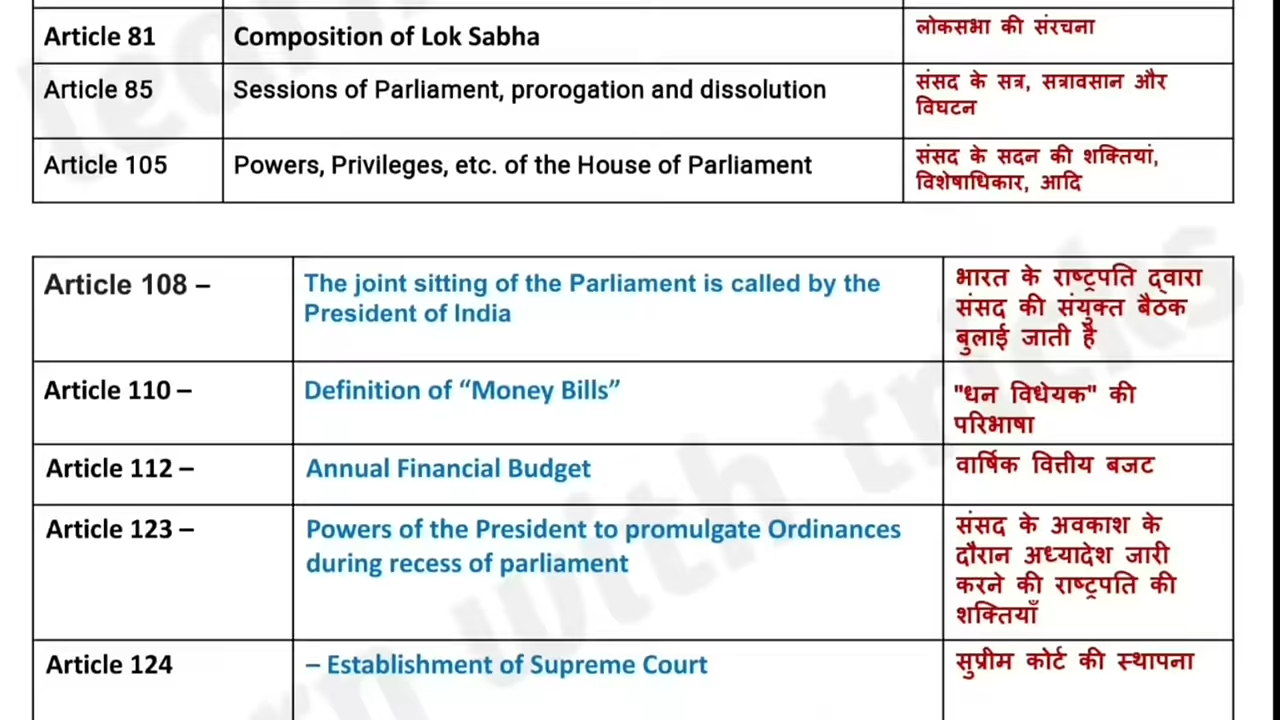 Article 81
Composition of Lok Sabha
लोकसभा की संरचना
Article 85
Sessions of Parliament, prorogation and dissolution
संसद के सत्र, सत्रावसान और
विघटन
Article 105
Powers, Privileges, etc. of the House of Parliament
संसद के सदन की शक्तियां,
विशेषाधिकार, आदि
Article 108 –
The joint sitting of the Parliament is called by the
President of India
भारत के राष्ट्रपति द्वारा
संसद की संयुक्त बैठक
बुलाई जाती है
Article 110 –
Definition of “Money Bills”
"धन विधेयक" की
परिभाषा
Article 112 –
Annual Financial Budget
वार्षिक वित्तीय बजट
Article 123 –
Powers of the President to promulgate Ordinances
during recess of parliament
संसद के अवकाश के
दौरान अध्यादेश जारी
करने की राष्ट्रपति की
शक्तियाँ
Article 124
– Establishment of Supreme Court
सुप्रीम कोर्ट की स्थापना